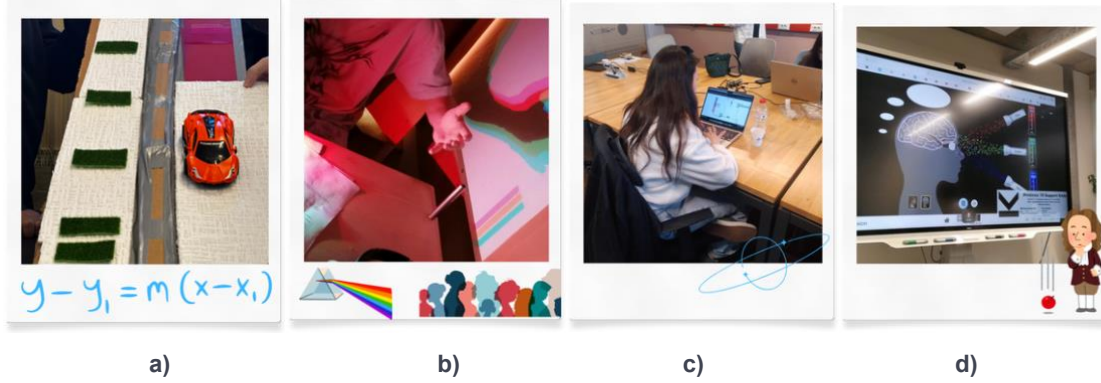 y - y₁ = m (x - x₁)
a)
b)
c)
d)